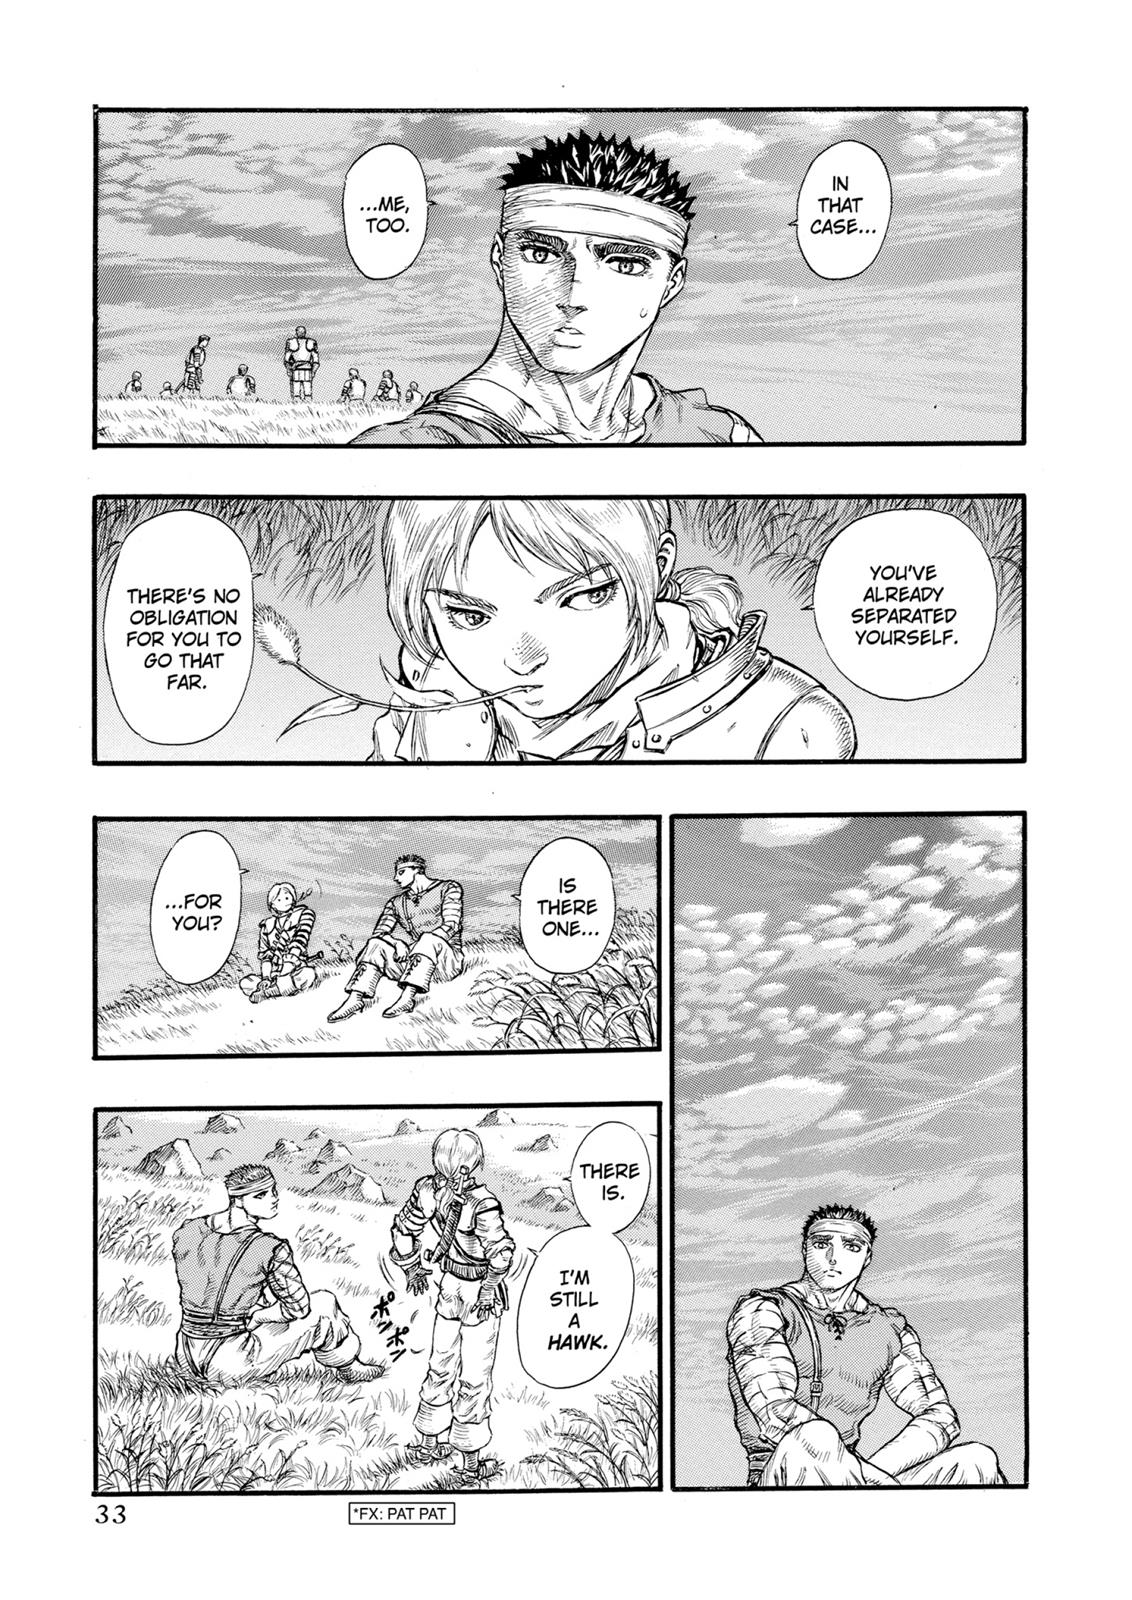 IN
THAT
CASE...
...ME,
TOO.
YOU'VE
ALREADY
SEPARATED
YOURSELF.
THERE'S NO
OBLIGATION
FOR YOU TO
GO THAT
FAR.
IS
THERE
ONE...
...FOR
YOU?
THERE
IS.
I'M
STILL
A
HAWK.
ポン
ポン
33
*FX: PAT PAT